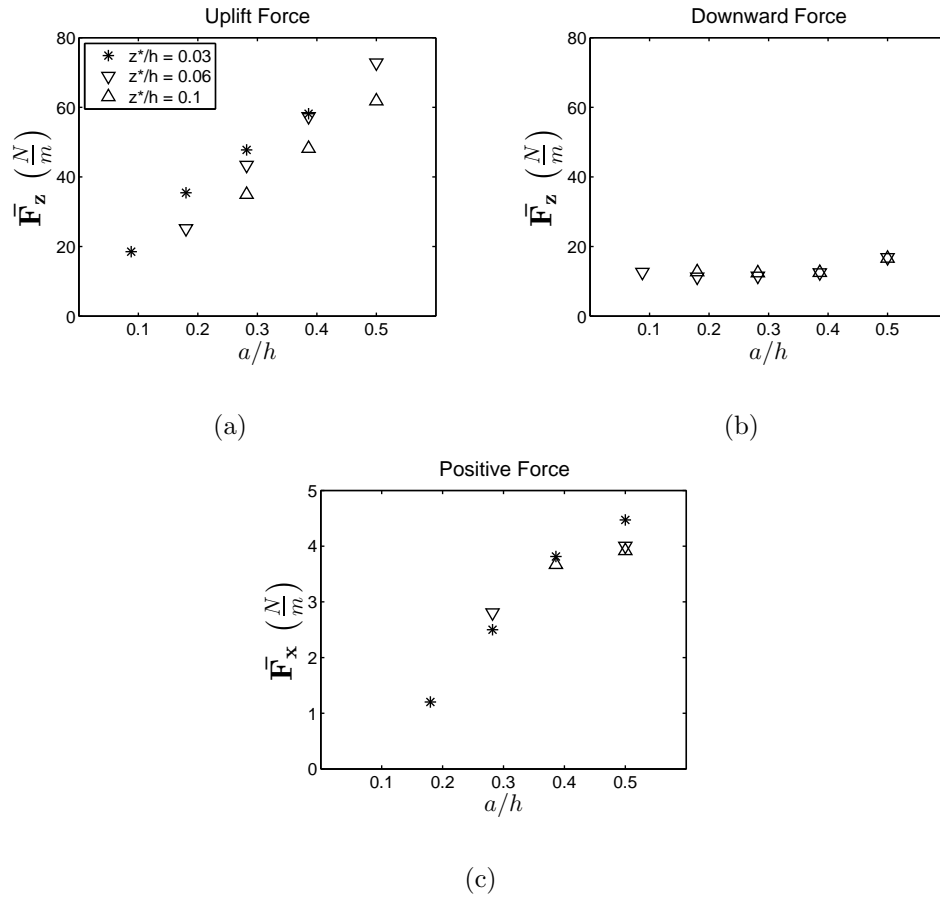 Uplift Force
80
60
40
20
0
0.1 0.2 0.3 0.4 0.5
z*/h = 0.03
z*/h = 0.06
z*/h = 0.1
F̄z (N/m)
a/h
(a)
Downward Force
80
60
40
20
0
0.1 0.2 0.3 0.4 0.5
F̄z (N/m)
a/h
(b)
Positive Force
5
4
3
2
1
0
0.1 0.2 0.3 0.4 0.5
F̄x (N/m)
a/h
(c)